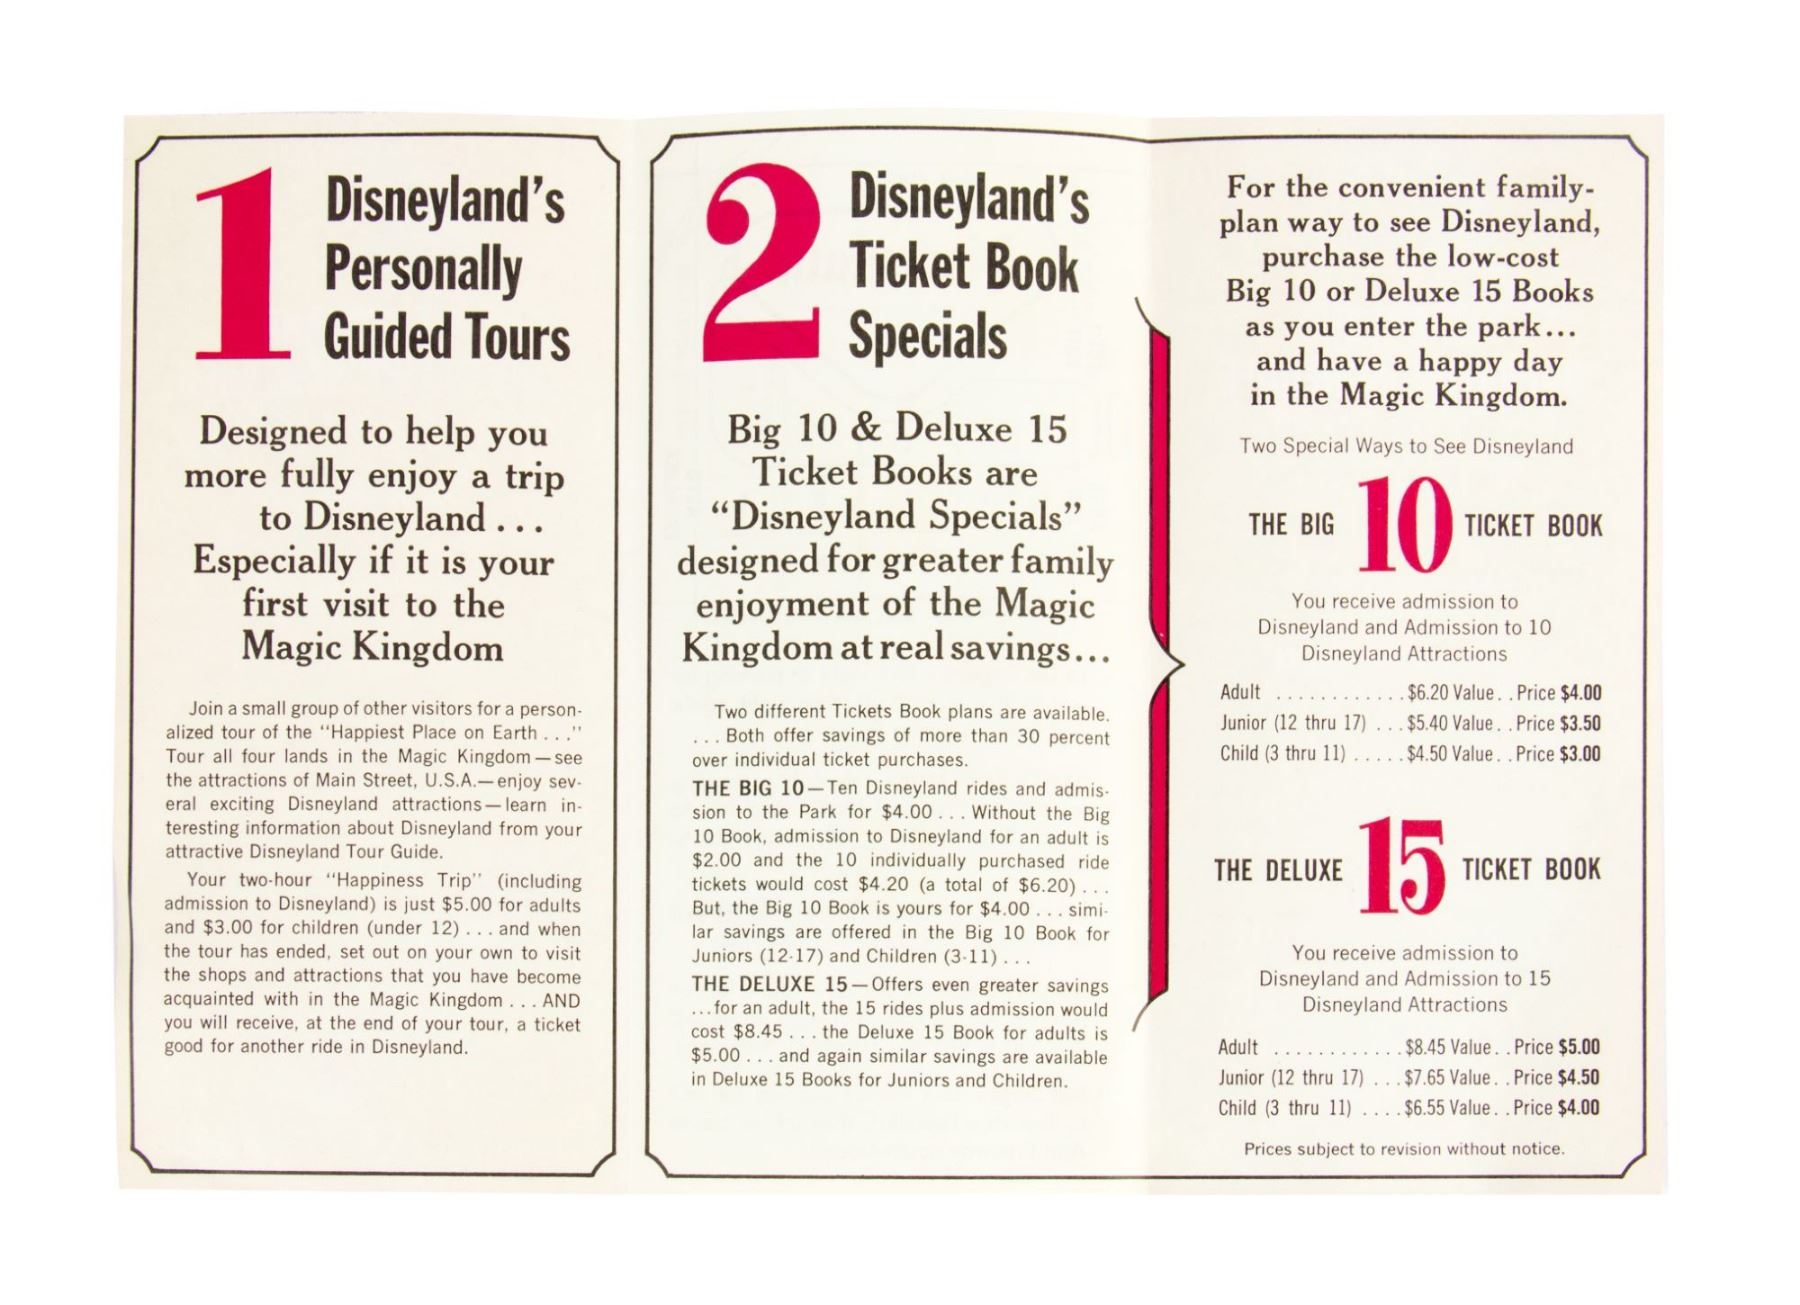 1
Disneyland's
Personally
Guided Tours
Designed to help you
more fully enjoy a trip
to Disneyland ...
Especially if it is your
first visit to the
Magic Kingdom
Join a small group of other visitors for a person-
alized tour of the "Happiest Place on Earth ..."
Tour all four lands in the Magic Kingdom—see
the attractions of Main Street, U.S.A.—enjoy sev-
eral exciting Disneyland attractions—learn in-
teresting information about Disneyland from your
attractive Disneyland Tour Guide.
Your two-hour "Happiness Trip" (including
admission to Disneyland) is just $5.00 for adults
and $3.00 for children (under 12) ... and when
the tour has ended, set out on your own to visit
the shops and attractions that you have become
acquainted with in the Magic Kingdom ... AND
you will receive, at the end of your tour, a ticket
good for another ride in Disneyland.
2
Disneyland's
Ticket Book
Specials
Big 10 & Deluxe 15
Ticket Books are
"Disneyland Specials"
designed for greater family
enjoyment of the Magic
Kingdom at real savings...
Two different Tickets Book plans are available.
... Both offer savings of more than 30 percent
over individual ticket purchases.
THE BIG 10—Ten Disneyland rides and admis-
sion to the Park for $4.00 ... Without the Big
10 Book, admission to Disneyland for an adult is
$2.00 and the 10 individually purchased ride
tickets would cost $4.20 (a total of $6.20) ...
But, the Big 10 Book is yours for $4.00 ... simi-
lar savings are offered in the Big 10 Book for
Juniors (12-17) and Children (3-11) ...
THE DELUXE 15—Offers even greater savings
...for an adult, the 15 rides plus admission would
cost $8.45 ... the Deluxe 15 Book for adults is
$5.00 ... and again similar savings are available
in Deluxe 15 Books for Juniors and Children.
For the convenient family-
plan way to see Disneyland,
purchase the low-cost
Big 10 or Deluxe 15 Books
as you enter the park...
and have a happy day
in the Magic Kingdom.
Two Special Ways to See Disneyland
THE BIG 10 TICKET BOOK
You receive admission to
Disneyland and Admission to 10
Disneyland Attractions
Adult ............ $6.20 Value.. Price $4.00
Junior (12 thru 17) ... $5.40 Value.. Price $3.50
Child (3 thru 11) ..... $4.50 Value.. Price $3.00
THE DELUXE 15 TICKET BOOK
You receive admission to
Disneyland and Admission to 15
Disneyland Attractions
Adult ............ $8.45 Value.. Price $5.00
Junior (12 thru 17) ... $7.65 Value.. Price $4.50
Child (3 thru 11) .... $6.55 Value.. Price $4.00
Prices subject to revision without notice.